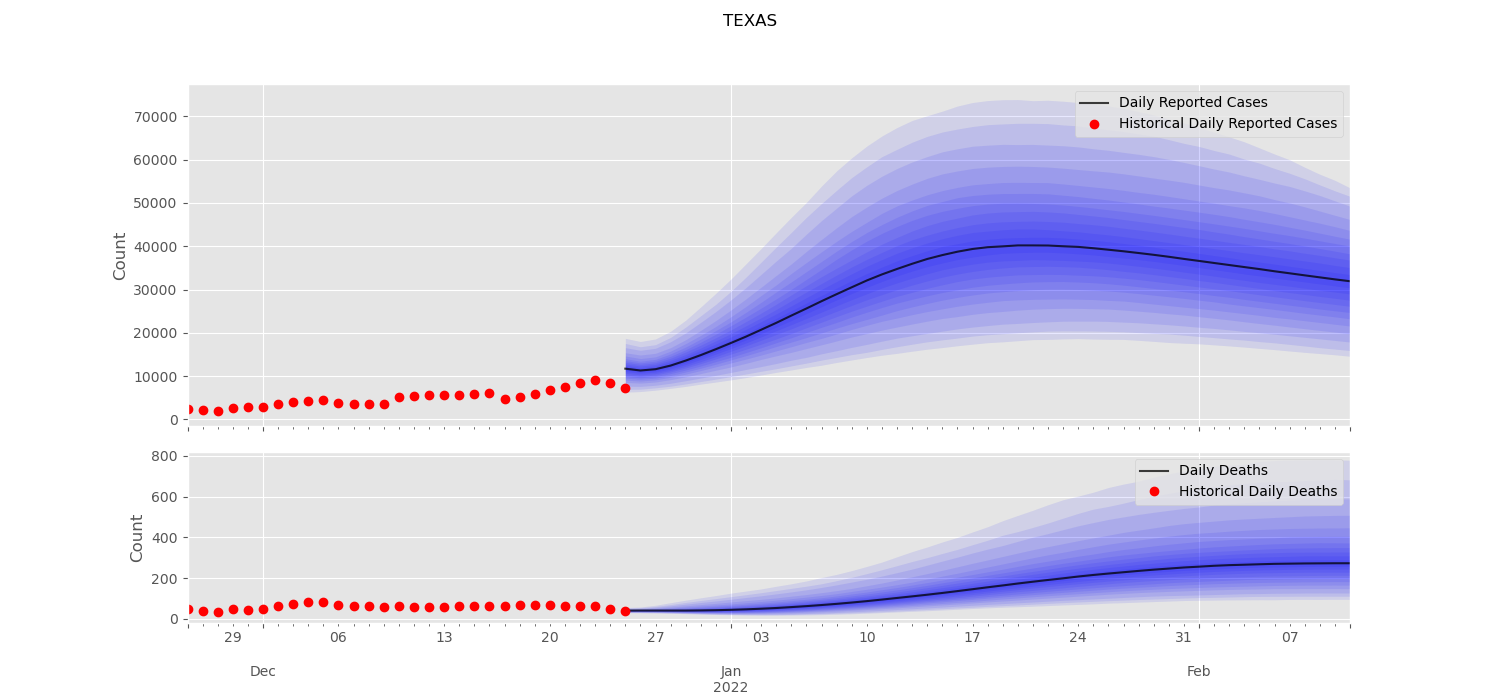 TEXAS
Count
70000
60000
50000
40000
30000
20000
10000
0
Daily Reported Cases
Historical Daily Reported Cases
Count
800
600
400
200
0
Daily Deaths
Historical Daily Deaths
29 06 13 20 27 03 10 17 24 31 07
Dec Jan Feb
2022